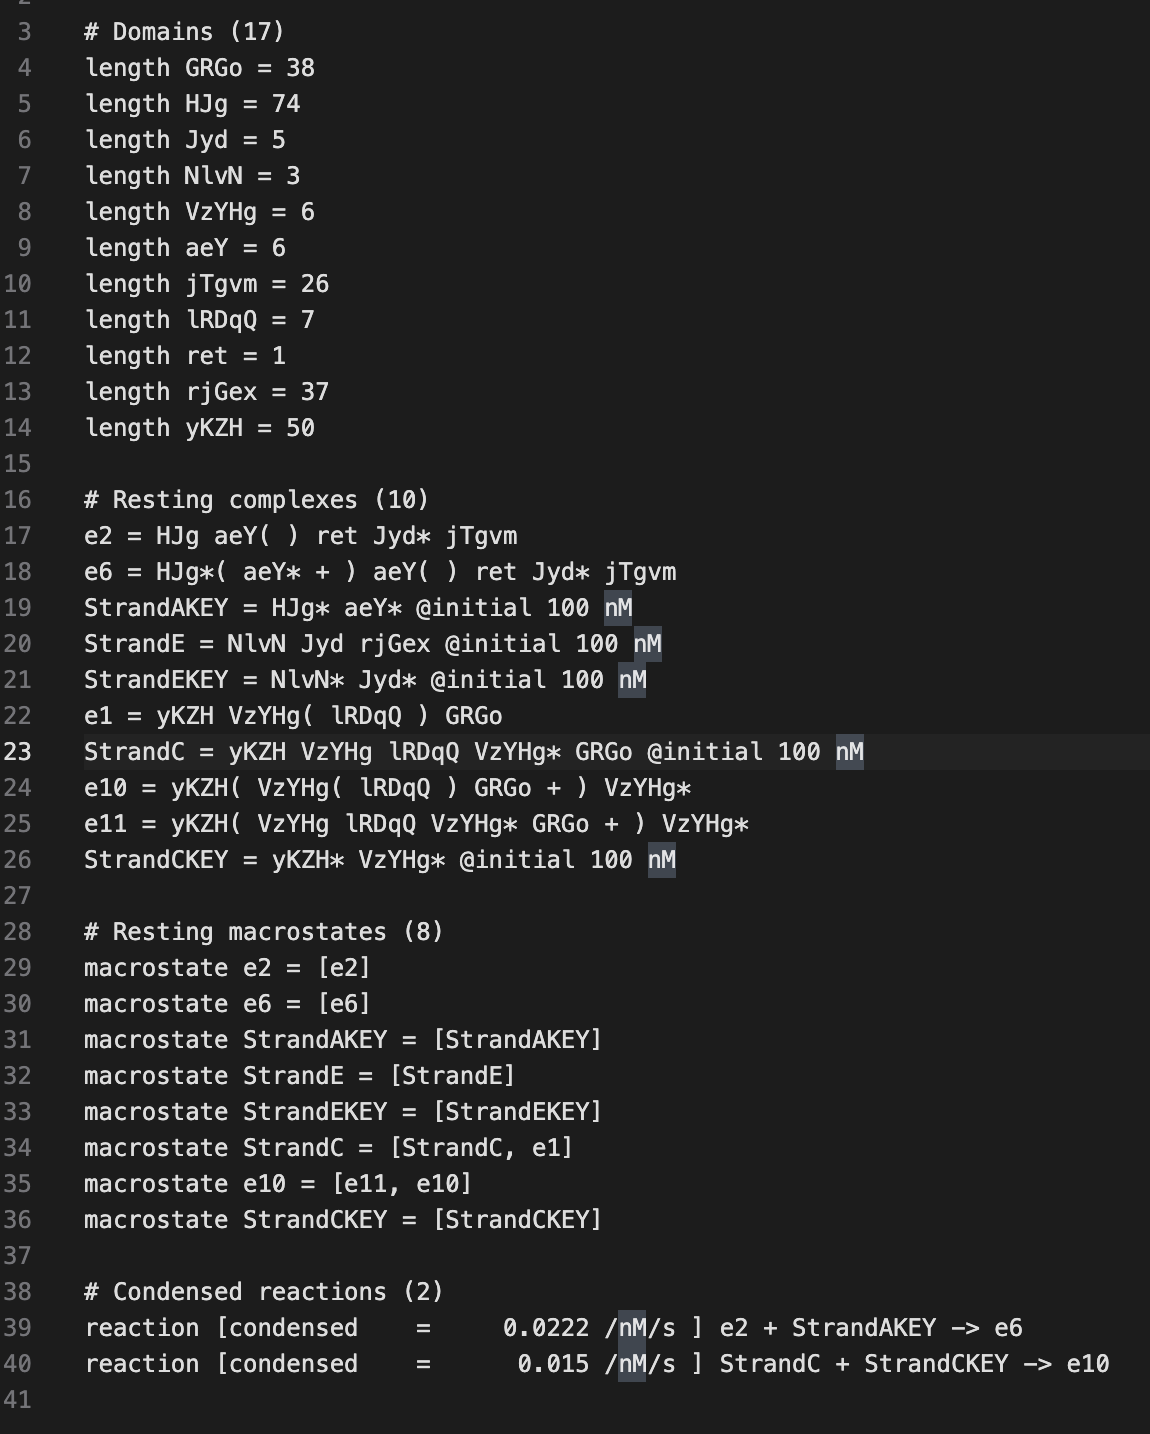 2
3 # Domains (17)
4 length GRGo = 38
5 length HJg = 74
6 length Jyd = 5
7 length NlvN = 3
8 length VzYHg = 6
9 length aeY = 6
10 length jTgvm = 26
11 length lRDqQ = 7
12 length ret = 1
13 length rjGex = 37
14 length yKZH = 50
15
16 # Resting complexes (10)
17 e2 = HJg aeY( ) ret Jyd* jTgvm
18 e6 = HJg*( aeY* + ) aeY( ) ret Jyd* jTgvm
19 StrandAKEY = HJg* aeY* @initial 100 nM
20 StrandE = NlvN Jyd rjGex @initial 100 nM
21 StrandEKEY = NlvN* Jyd* @initial 100 nM
22 e1 = yKZH VzYHg( lRDqQ ) GRGo
23 StrandC = yKZH VzYHg lRDqQ VzYHg* GRGo @initial 100 nM
24 e10 = yKZH( VzYHg( lRDqQ ) GRGo + ) VzYHg*
25 e11 = yKZH( VzYHg lRDqQ VzYHg* GRGo + ) VzYHg*
26 StrandCKEY = yKZH* VzYHg* @initial 100 nM
27
28 # Resting macrostates (8)
29 macrostate e2 = [e2]
30 macrostate e6 = [e6]
31 macrostate StrandAKEY = [StrandAKEY]
32 macrostate StrandE = [StrandE]
33 macrostate StrandEKEY = [StrandEKEY]
34 macrostate StrandC = [StrandC, e1]
35 macrostate e10 = [e11, e10]
36 macrostate StrandCKEY = [StrandCKEY]
37
38 # Condensed reactions (2)
39 reaction [condensed    =     0.0222 /nM/s ] e2 + StrandAKEY -> e6
40 reaction [condensed    =      0.015 /nM/s ] StrandC + StrandCKEY -> e10
41